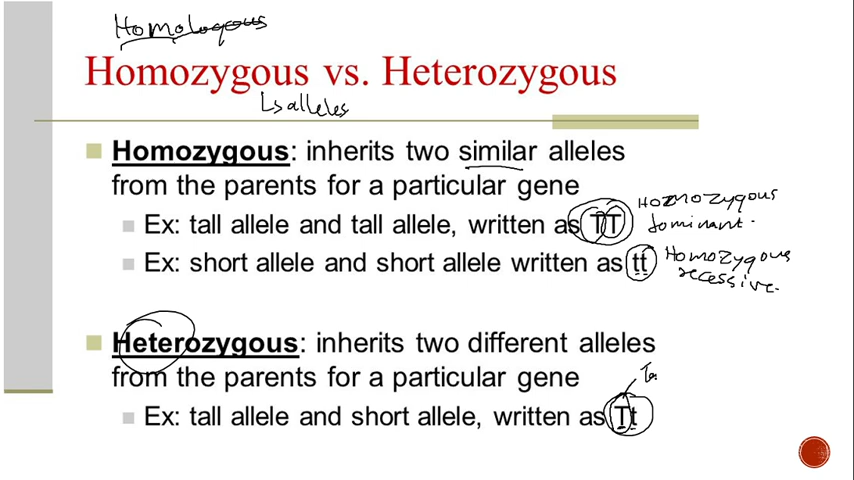 Homologous
Homozygous vs. Heterozygous
↳alleles
Homozygous: inherits two similar alleles
from the parents for a particular gene
Ex: tall allele and tall allele, written as TT
Homozygous
dominant.
Ex: short allele and short allele written as tt
Homozygous
recessive.
Heterozygous: inherits two different alleles
from the parents for a particular gene
Ex: tall allele and short allele, written as Tt